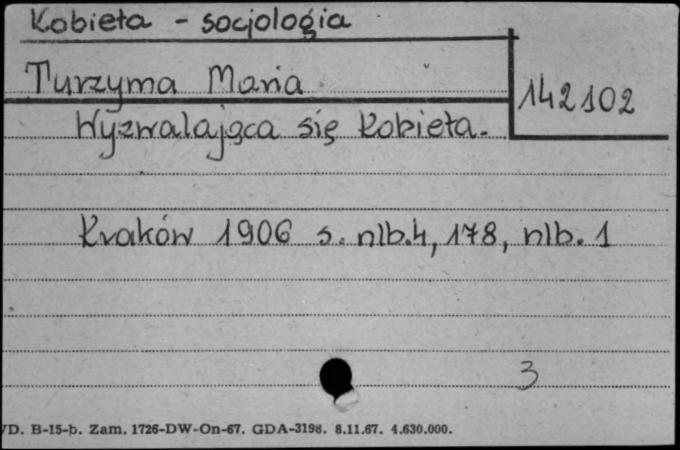 Kobieta - socjologia
Turzyma Maria
142102
Wyzwalająca się kobieta.
Kraków 1906 s. nlb.4, 178, nlb. 1
3
VD. B-15-b. Zam. 1726-DW-On-67. GDA-3198. 8.11.67. 4.630.000.